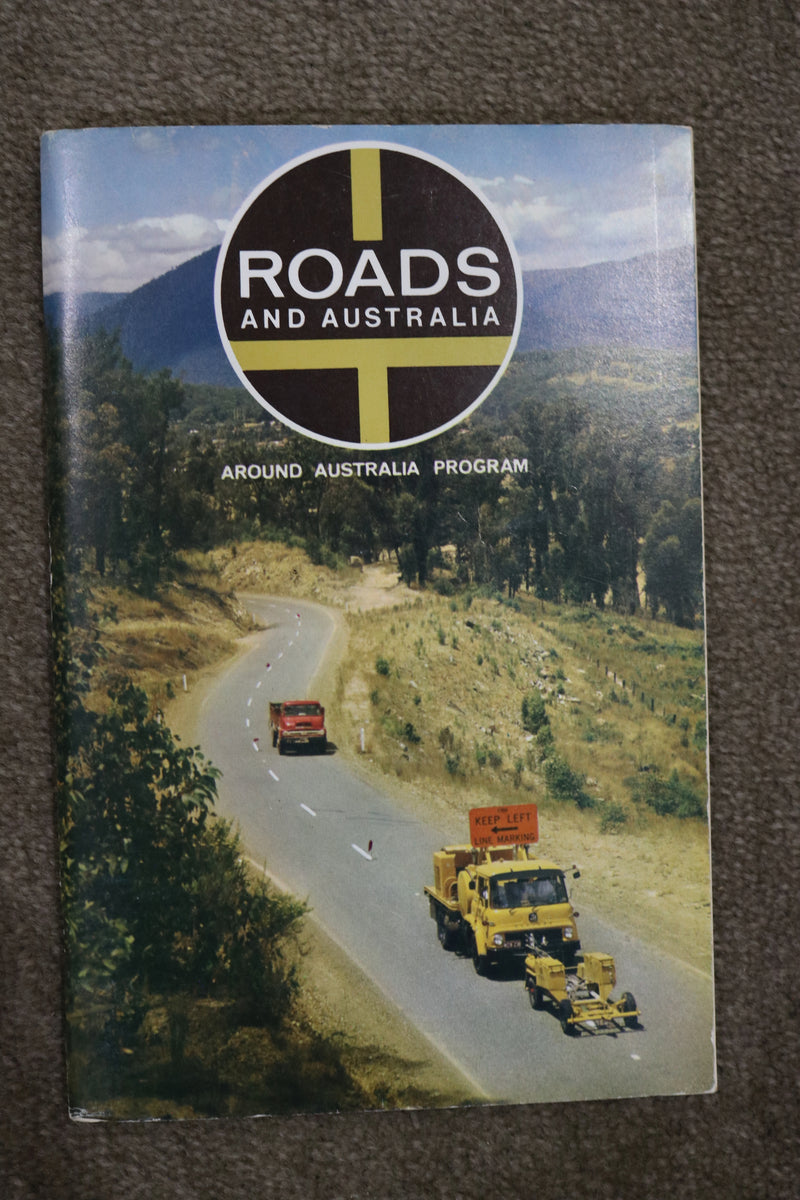 ROADS
AND AUSTRALIA
AROUND AUSTRALIA PROGRAM
KEEP LEFT
LINE MARKING